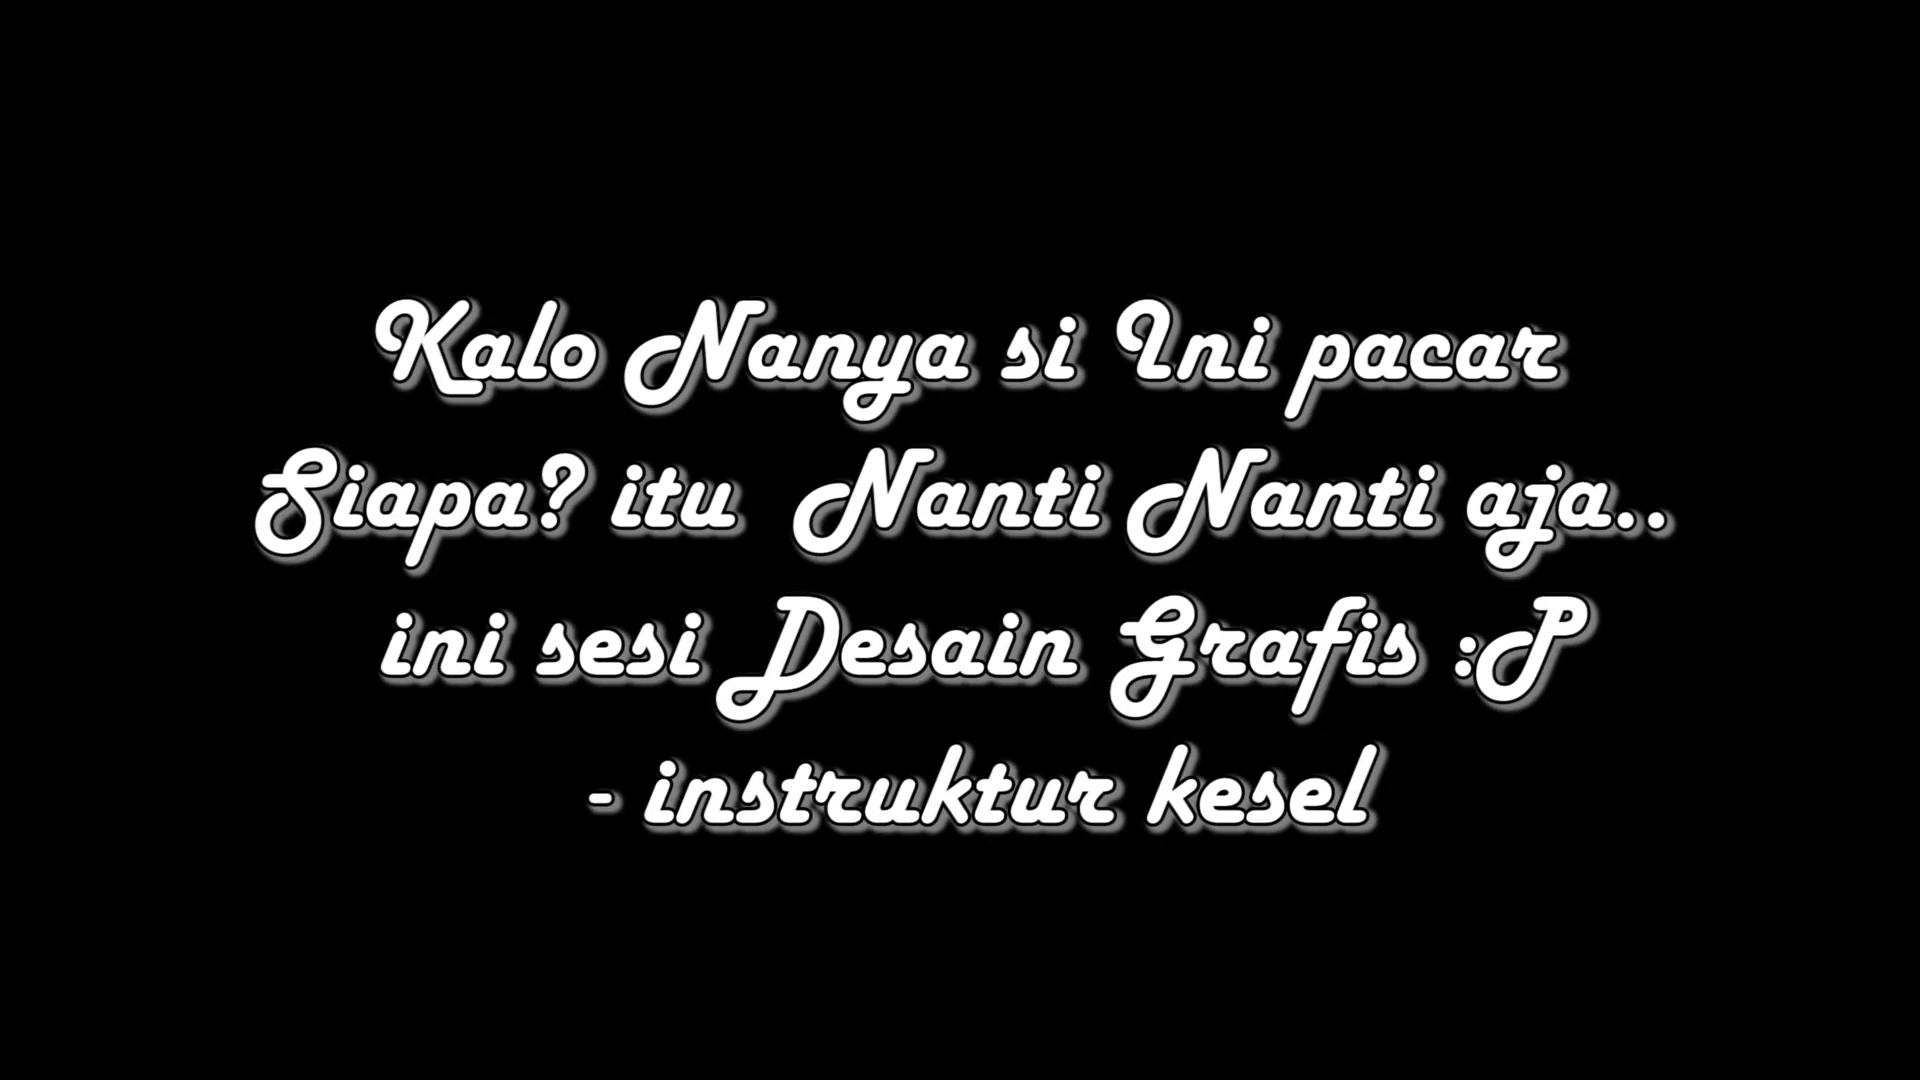 Kalo Nanya si Ini pacar
Siapa? itu Nanti Nanti aja..
ini sesi Desain Grafis :P
- instruktur kesel